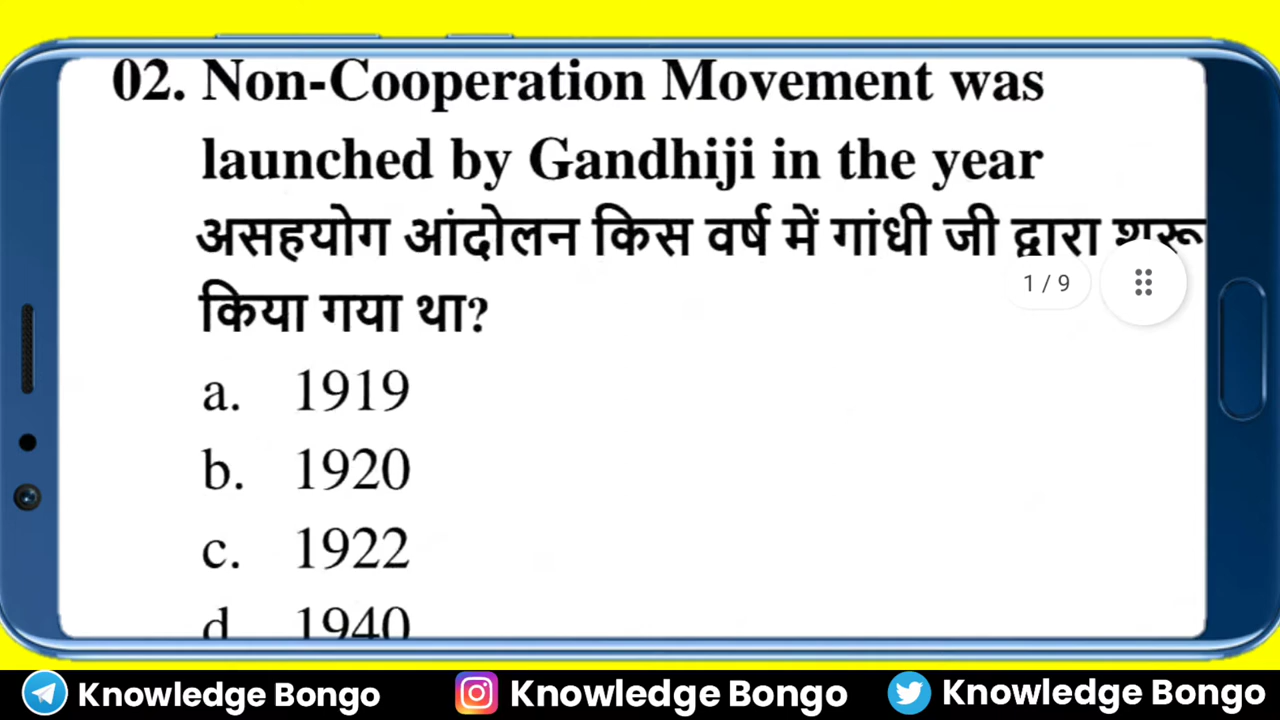 02. Non-Cooperation Movement was
launched by Gandhiji in the year
असहयोग आंदोलन किस वर्ष में गांधी जी द्वारा शुरू
किया गया था?
1 / 9
a. 1919
b. 1920
c. 1922
d 1940
Knowledge Bongo Knowledge Bongo Knowledge Bongo